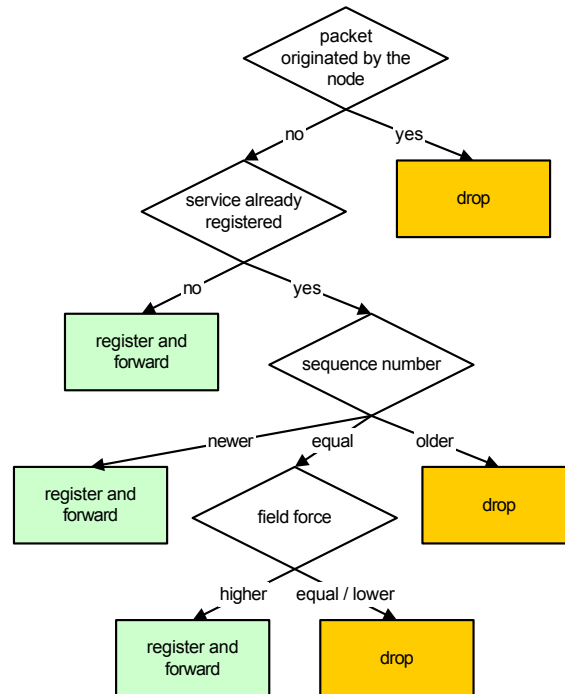 packet
originated by the
node
no
yes
service already
registered
drop
no
yes
register and
forward
sequence number
newer
equal
older
register and
forward
field force
drop
higher
equal / lower
register and
forward
drop